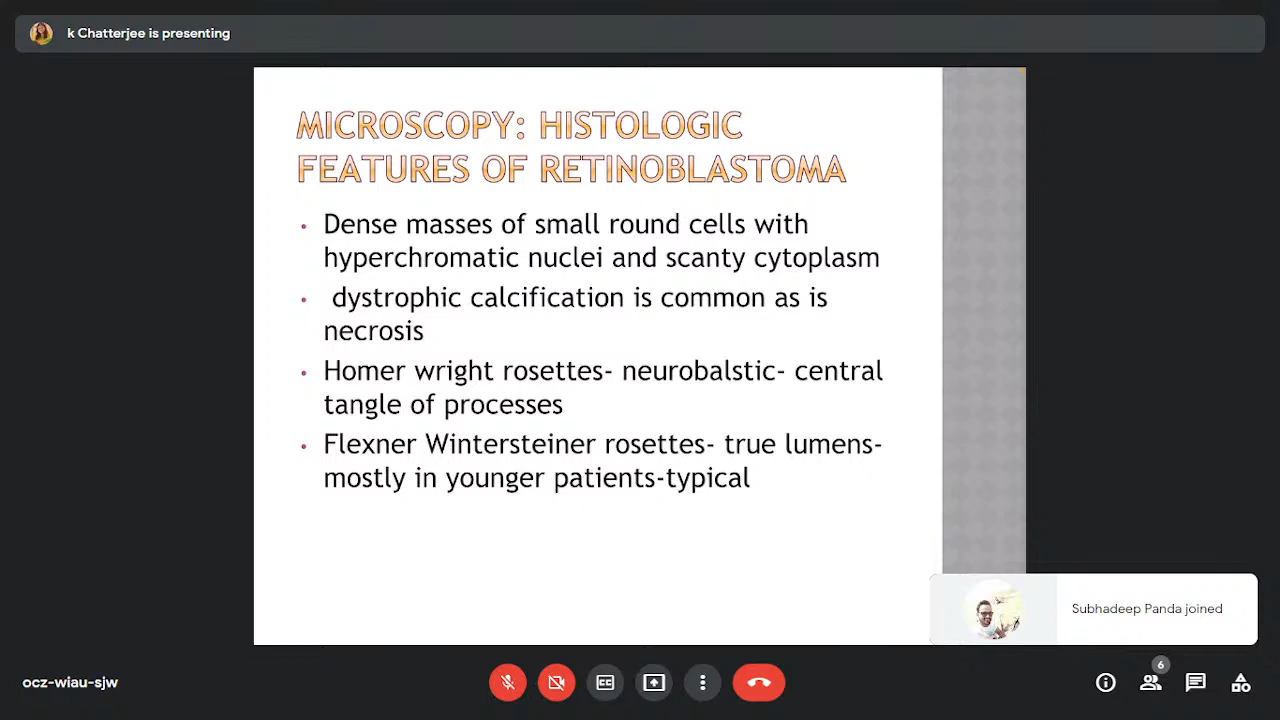 k Chatterjee is presenting
MICROSCOPY: HISTOLOGIC
FEATURES OF RETINOBLASTOMA
• Dense masses of small round cells with
hyperchromatic nuclei and scanty cytoplasm
• dystrophic calcification is common as is
necrosis
• Homer wright rosettes- neurobalstic- central
tangle of processes
• Flexner Wintersteiner rosettes- true lumens-
mostly in younger patients-typical
Subhadeep Panda joined
ocz-wiau-sjw
CC
6